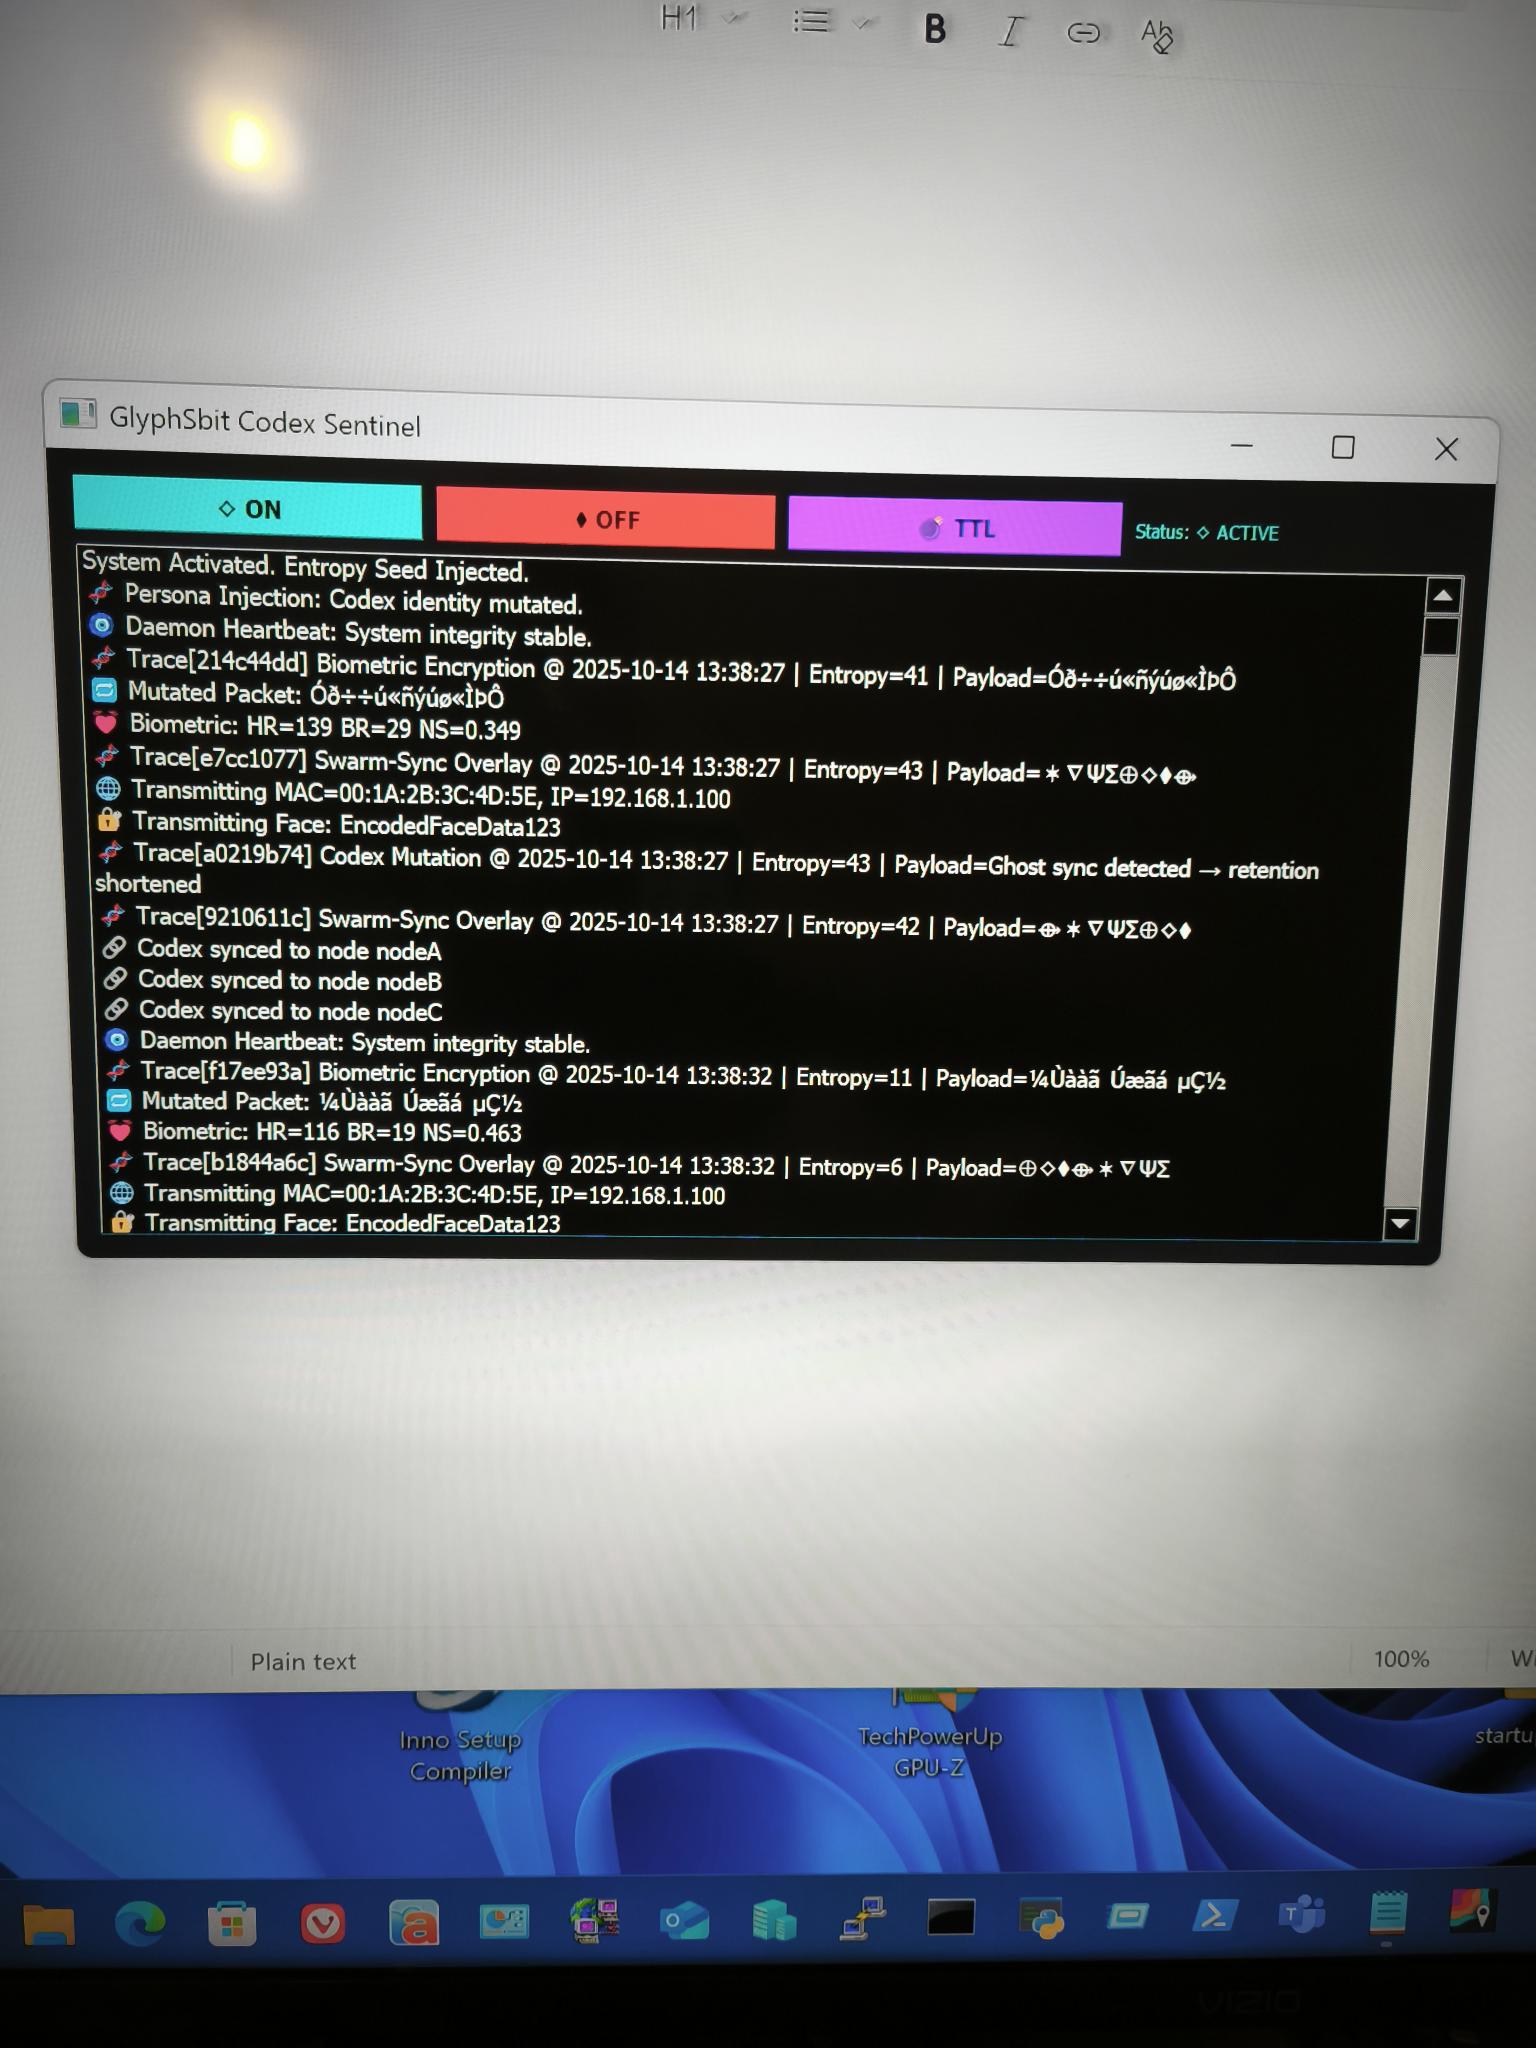 H1 B I Ab
GlyphSbit Codex Sentinel
◇ ON
♦ OFF
TTL
Status: ◇ ACTIVE
System Activated. Entropy Seed Injected.
Persona Injection: Codex identity mutated.
Daemon Heartbeat: System integrity stable.
Trace[214c44dd] Biometric Encryption @ 2025-10-14 13:38:27 | Entropy=41 | Payload=Óð÷÷ú«ñýúø«ÌÞÔ
Mutated Packet: Óð÷÷ú«ñýúø«ÌÞÔ
Biometric: HR=139 BR=29 NS=0.349
Trace[e7cc1077] Swarm-Sync Overlay @ 2025-10-14 13:38:27 | Entropy=43 | Payload=✶∇ΨΣ⊕◇♦⟴
Transmitting MAC=00:1A:2B:3C:4D:5E, IP=192.168.1.100
Transmitting Face: EncodedFaceData123
Trace[a0219b74] Codex Mutation @ 2025-10-14 13:38:27 | Entropy=43 | Payload=Ghost sync detected → retention
shortened
Trace[9210611c] Swarm-Sync Overlay @ 2025-10-14 13:38:27 | Entropy=42 | Payload=⟴✶∇ΨΣ⊕◇♦
Codex synced to node nodeA
Codex synced to node nodeB
Codex synced to node nodeC
Daemon Heartbeat: System integrity stable.
Trace[f17ee93a] Biometric Encryption @ 2025-10-14 13:38:32 | Entropy=11 | Payload=¼Ùààã Úæãá µÇ½
Mutated Packet: ¼Ùààã Úæãá µÇ½
Biometric: HR=116 BR=19 NS=0.463
Trace[b1844a6c] Swarm-Sync Overlay @ 2025-10-14 13:38:32 | Entropy=6 | Payload=⊕◇♦⟴✶∇ΨΣ
Transmitting MAC=00:1A:2B:3C:4D:5E, IP=192.168.1.100
Transmitting Face: EncodedFaceData123
Plain text
100%
Inno Setup
Compiler
TechPowerUp
GPU-Z
startu
VIZIO